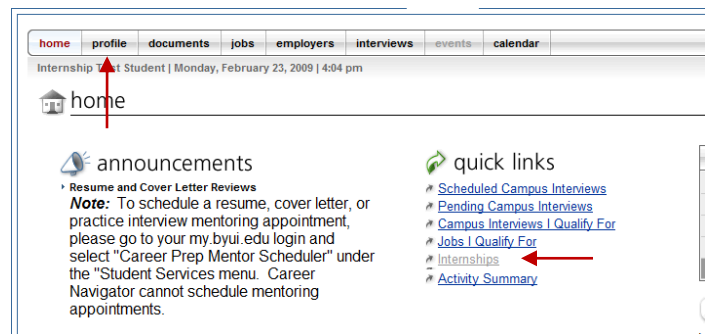 home profile documents jobs employers interviews events calendar
Internship Test Student | Monday, February 23, 2009 | 4:04 pm
home
announcements
Resume and Cover Letter Reviews
Note: To schedule a resume, cover letter, or
practice interview mentoring appointment,
please go to your my.byui.edu login and
select "Career Prep Mentor Scheduler" under
the "Student Services menu. Career
Navigator cannot schedule mentoring
appointments.
quick links
Scheduled Campus Interviews
Pending Campus Interviews
Campus Interviews I Qualify For
Jobs I Qualify For
Internships
Activity Summary